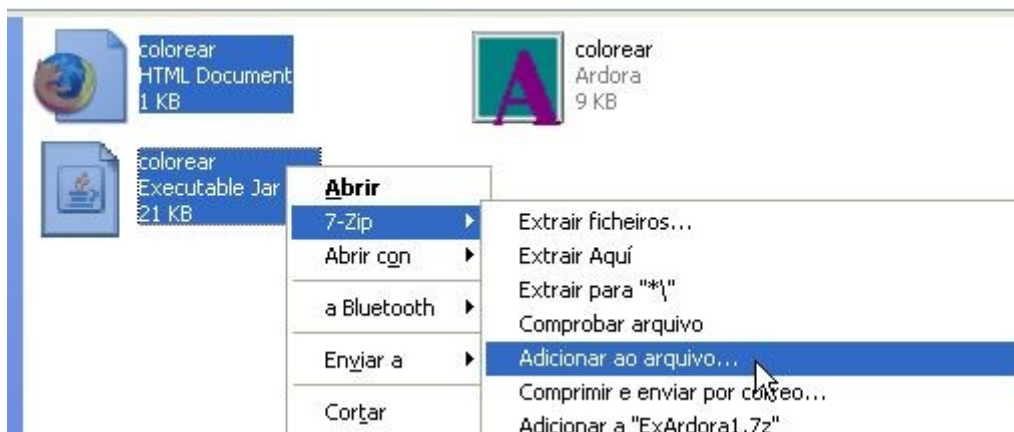 colorear
HTML Document
1 KB
colorear
Ardora
9 KB
colorear
Executable Jar
21 KB
Abrir
7-Zip
Abrir con
a Bluetooth
Enviar a
Cortar
Extrair ficheiros...
Extrair Aquí
Extrair para "*\"
Comprobar arquivo
Adicionar ao arquivo...
Comprimir e enviar por correo...
Adicionar a "ExArdora1.7z"